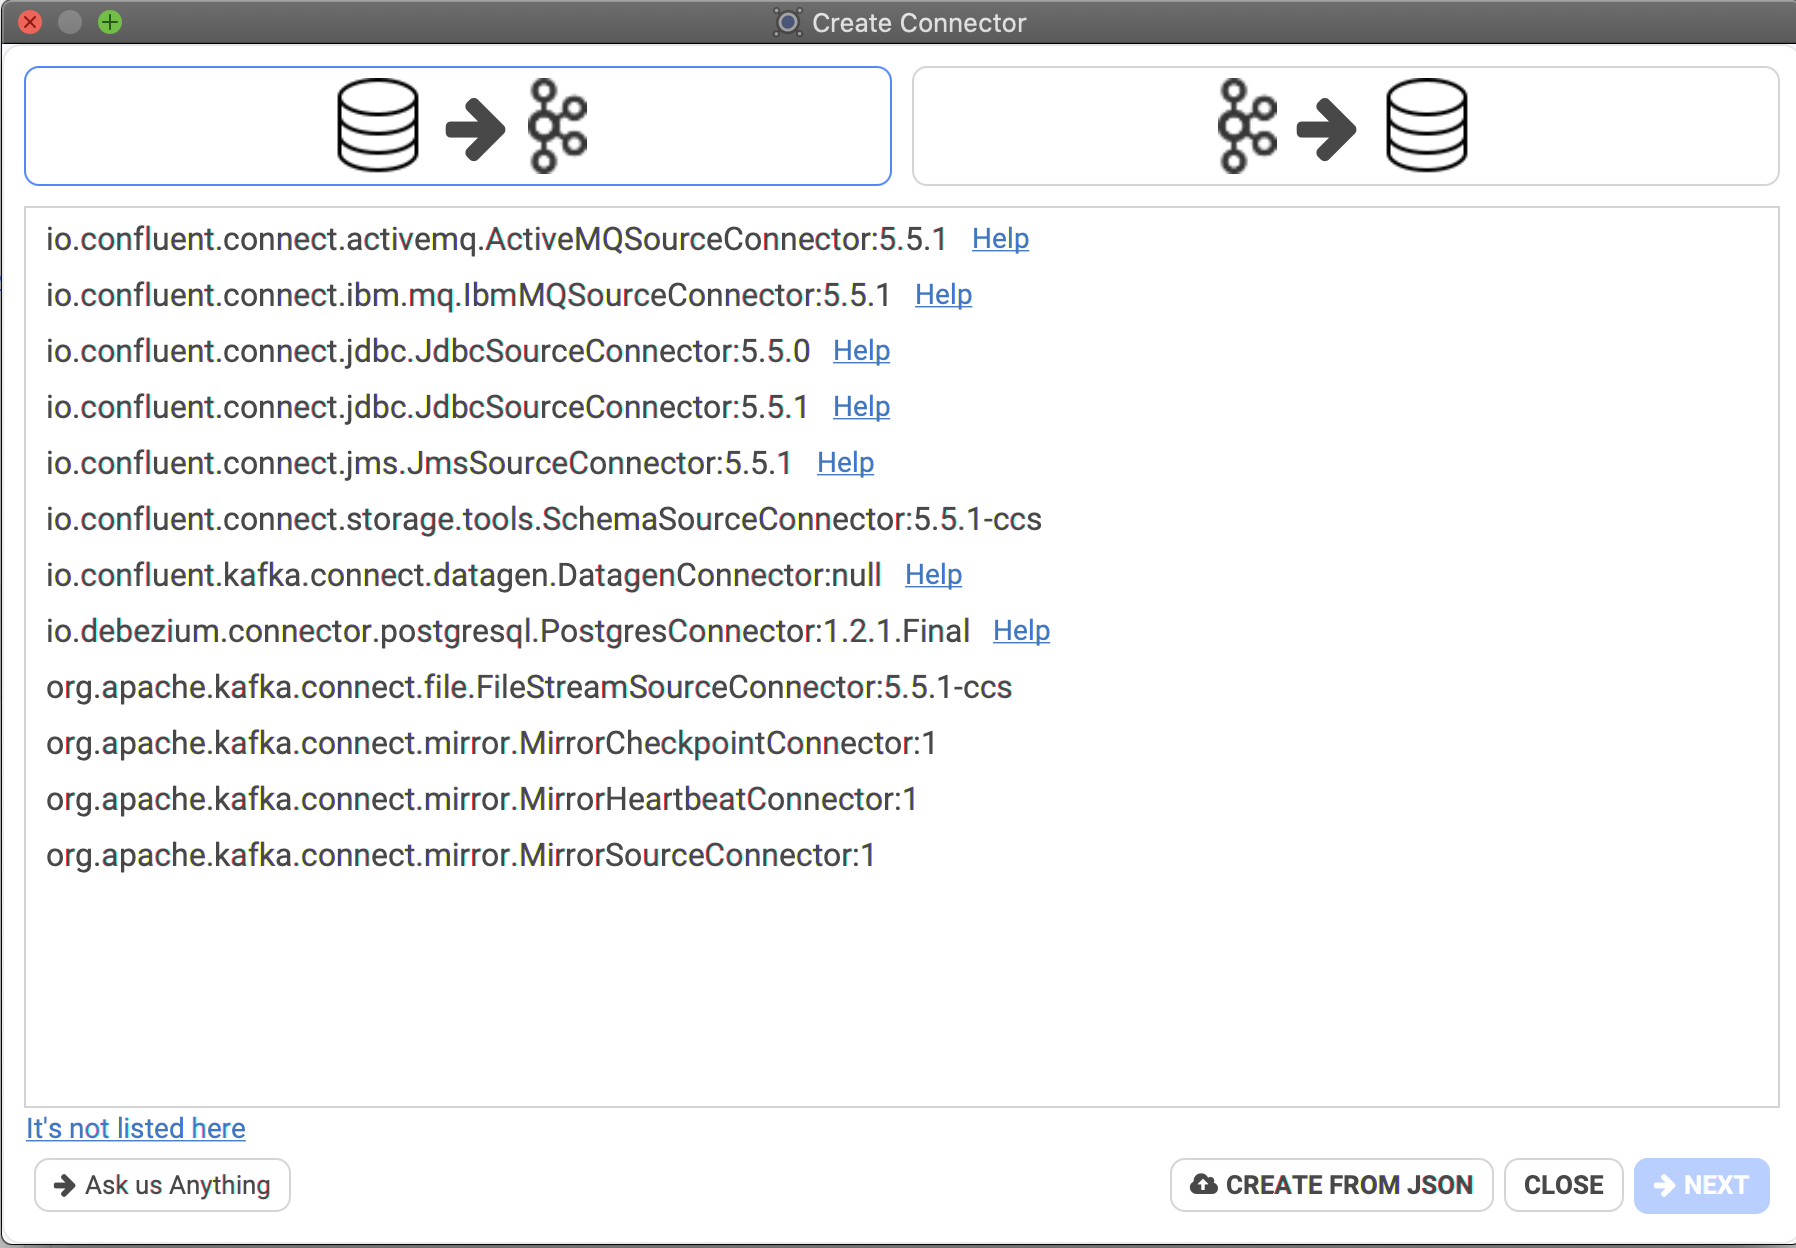 Create Connector
io.confluent.connect.activemq.ActiveMQSourceConnector:5.5.1 Help
io.confluent.connect.ibm.mq.IbmMQSourceConnector:5.5.1 Help
io.confluent.connect.jdbc.JdbcSourceConnector:5.5.0 Help
io.confluent.connect.jdbc.JdbcSourceConnector:5.5.1 Help
io.confluent.connect.jms.JmsSourceConnector:5.5.1 Help
io.confluent.connect.storage.tools.SchemaSourceConnector:5.5.1-ccs
io.confluent.kafka.connect.datagen.DatagenConnector:null Help
io.debezium.connector.postgresql.PostgresConnector:1.2.1.Final Help
org.apache.kafka.connect.file.FileStreamSourceConnector:5.5.1-ccs
org.apache.kafka.connect.mirror.MirrorCheckpointConnector:1
org.apache.kafka.connect.mirror.MirrorHeartbeatConnector:1
org.apache.kafka.connect.mirror.MirrorSourceConnector:1
It's not listed here
Ask us Anything CREATE FROM JSON CLOSE NEXT